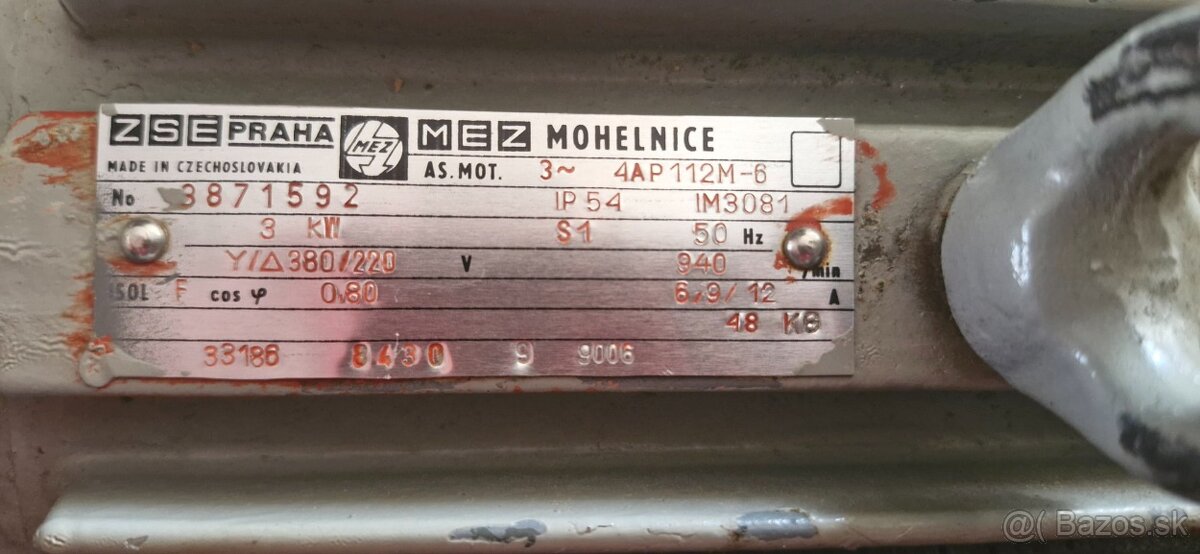 ZSE PRAHA MEZ MEZ MOHELNICE
MADE IN CZECHOSLOVAKIA AS. MOT. 3~ 4AP112M-6
No 3871592 IP 54 IM3081
3 kW S1 50 Hz
Y/Δ 380/220 V 940 /min
ISOL F cos φ 0.80 6,9/12 A
48 KG
33186 8430 9 9006
@( Bazos.sk